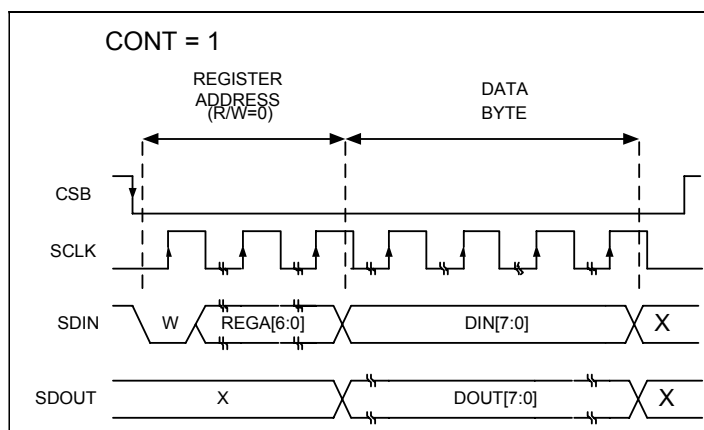 CONT = 1
REGISTER
ADDRESS
(R/W=0)
DATA
BYTE
CSB
SCLK
SDIN
W
REGA[6:0]
DIN[7:0]
X
SDOUT
X
DOUT[7:0]
X